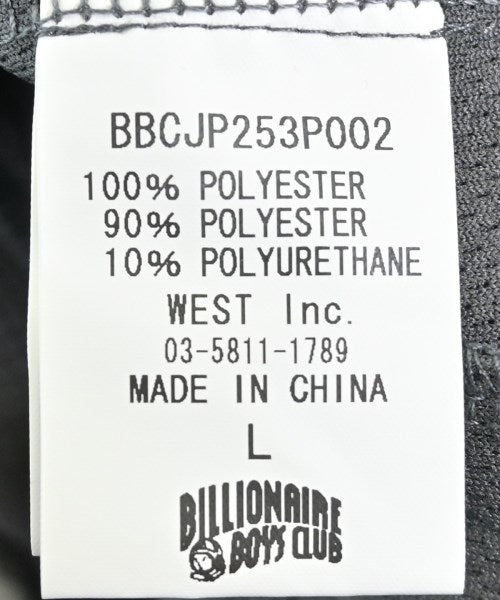 BBCJP253P002
100% POLYESTER
90% POLYESTER
10% POLYURETHANE
WEST Inc.
03-5811-1789
MADE IN CHINA
L
BILLIONAIRE
BOYS CLUB